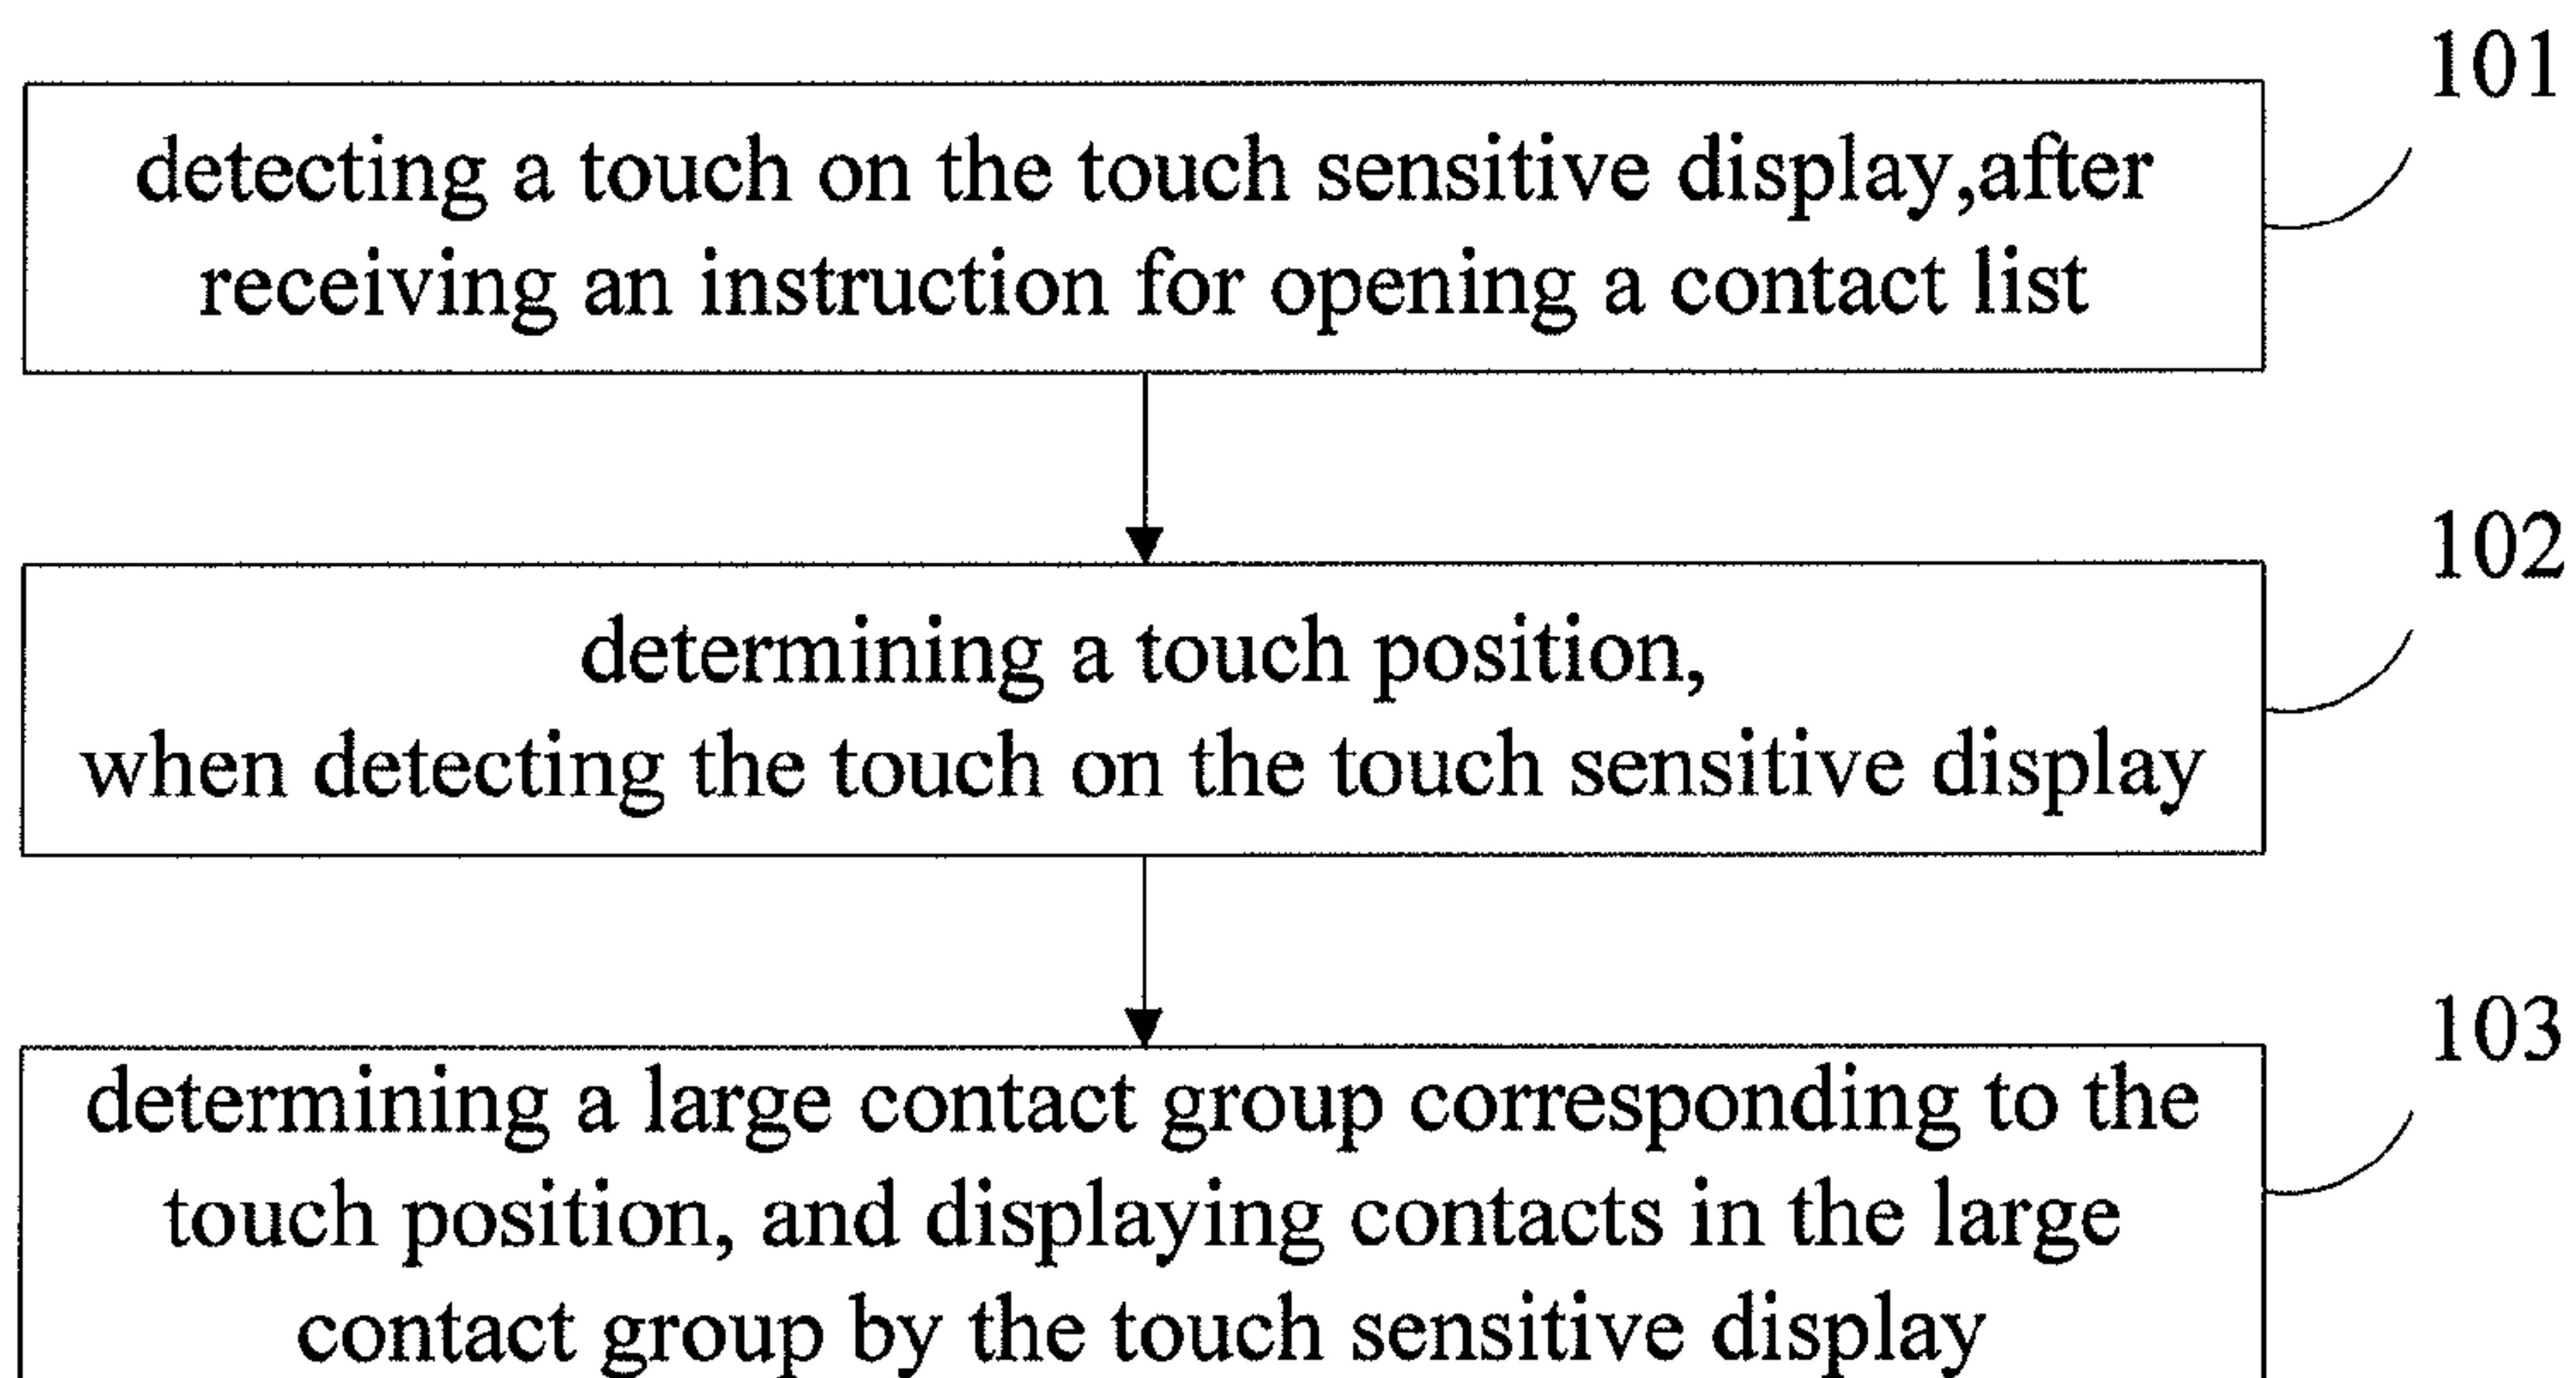 101
detecting a touch on the touch sensitive display,after
receiving an instruction for opening a contact list
102
determining a touch position,
when detecting the touch on the touch sensitive display
103
determining a large contact group corresponding to the
touch position, and displaying contacts in the large
contact group by the touch sensitive display